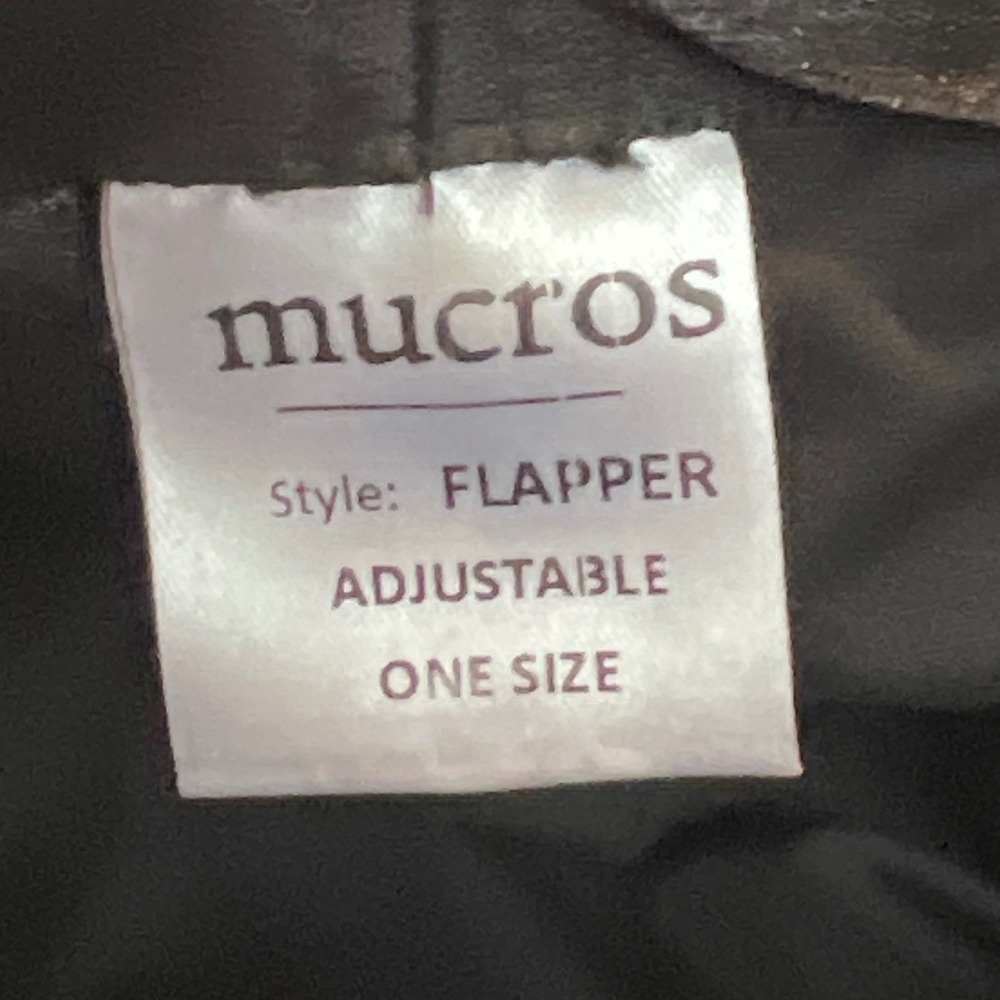 mucros
Style: FLAPPER
ADJUSTABLE
ONE SIZE